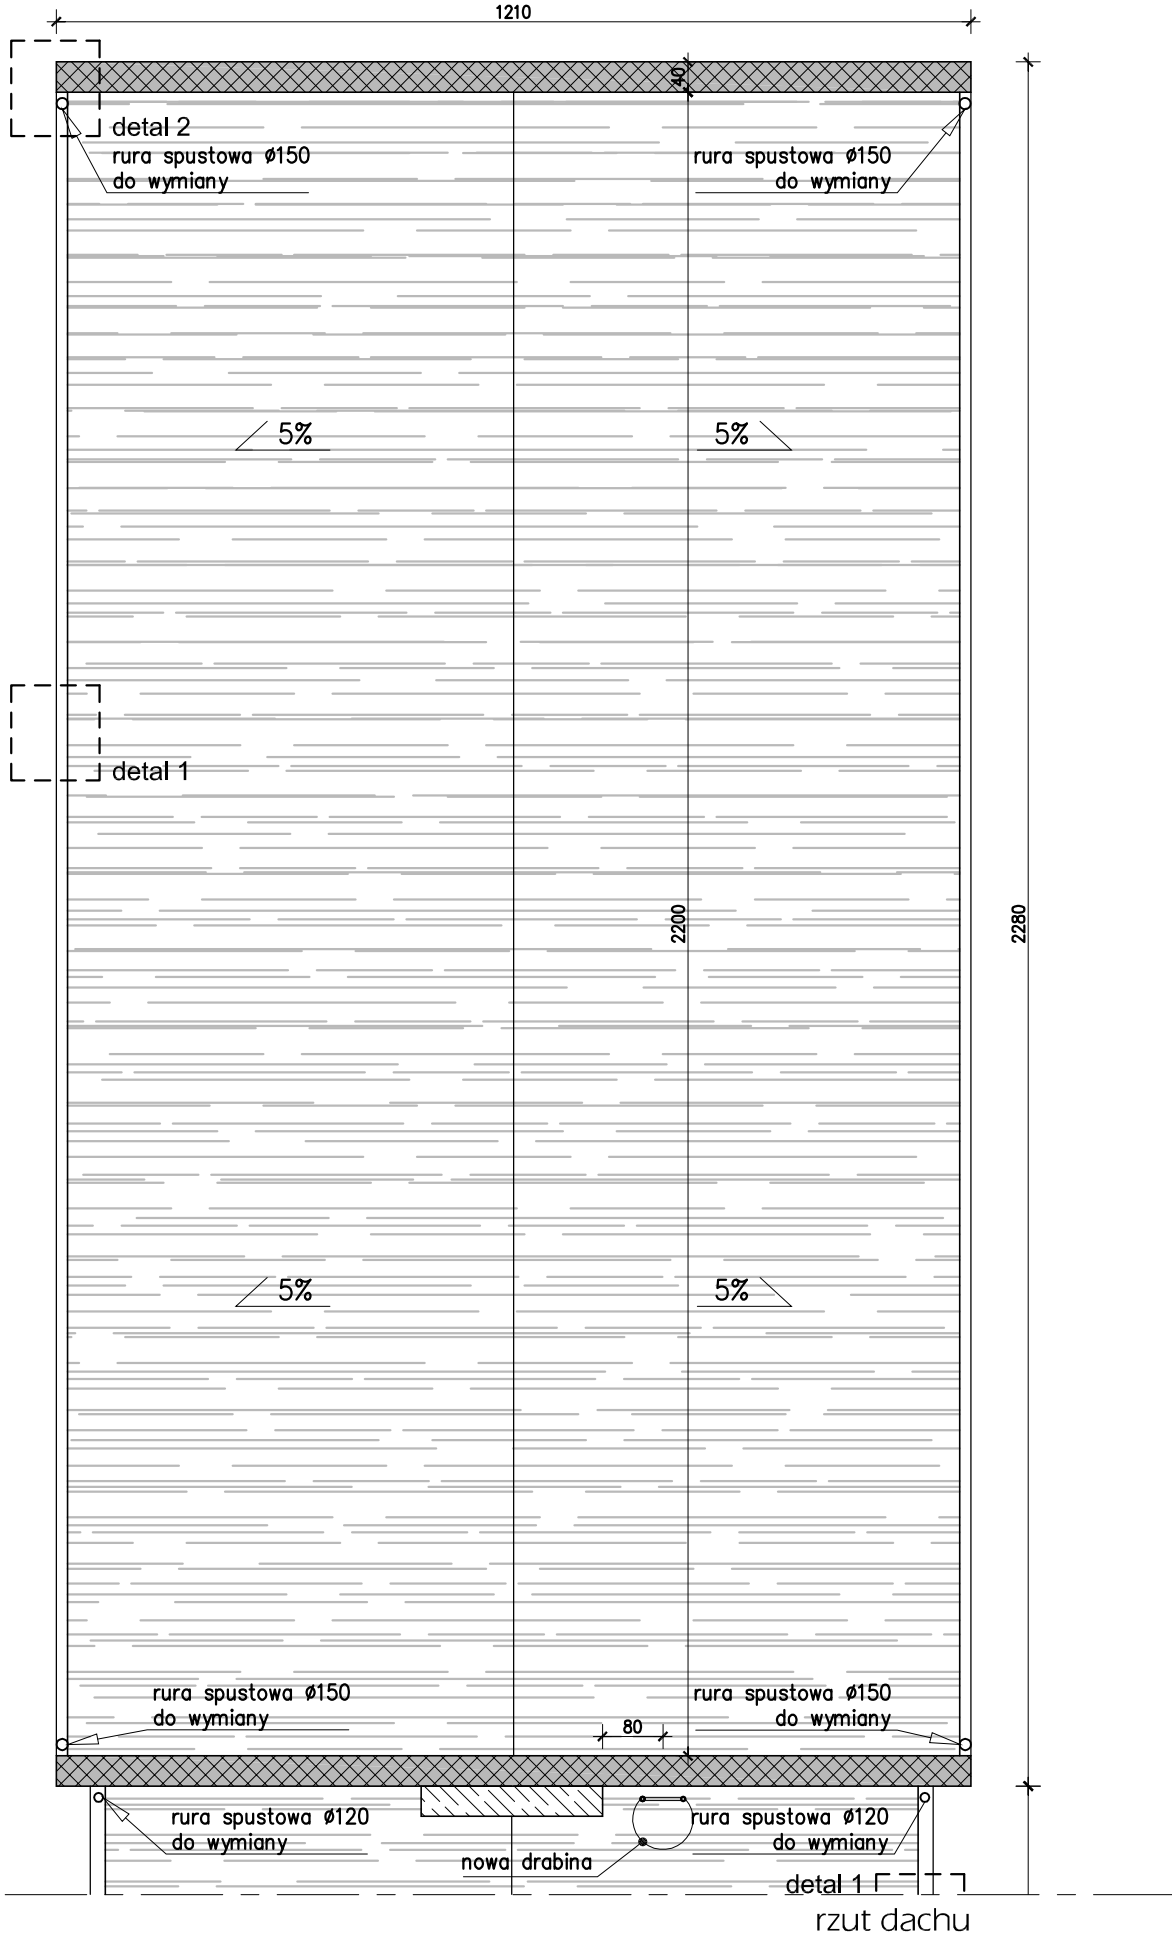 1210
40
detal 2
rura spustowa ø150
do wymiany
rura spustowa ø150
do wymiany
5%
5%
detal 1
2200
2280
5%
5%
rura spustowa ø150
do wymiany
rura spustowa ø150
do wymiany
80
rura spustowa ø120
do wymiany
rura spustowa ø120
do wymiany
nowa drabina
detal 1
rzut dachu